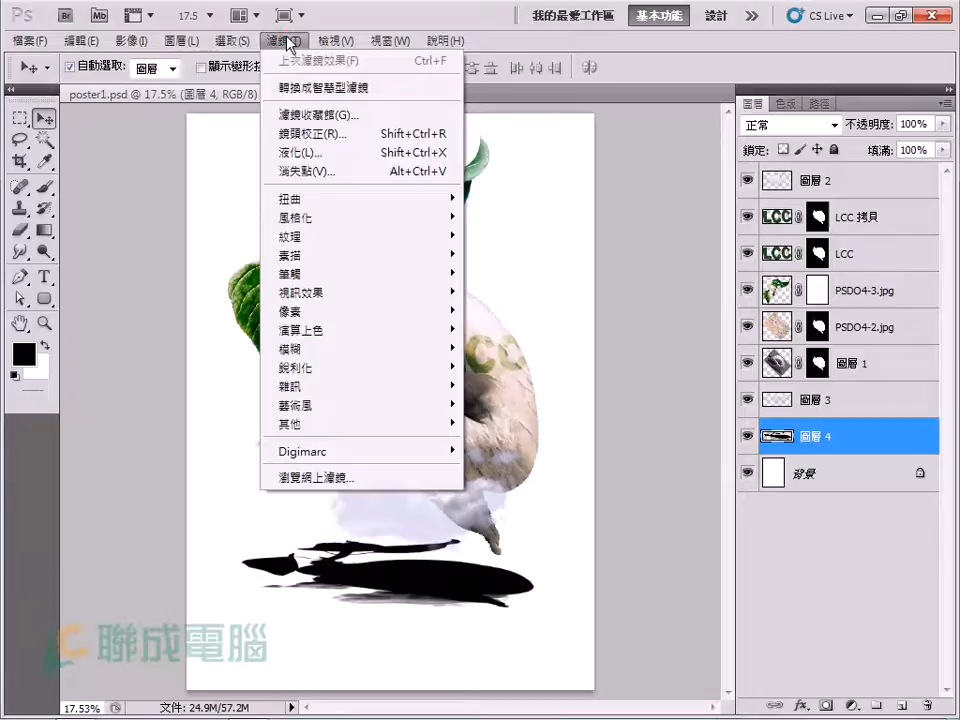 Ps Br Mb 17.5 我的最愛工作區 基本功能 設計 CS Live
檔案(F) 編輯(E) 影像(I) 圖層(L) 選取(S) 濾鏡(T) 檢視(V) 視窗(W) 說明(H)
自動選取: 圖層 顯示變形
poster1.psd @ 17.5% (圖層 4, RGB/8)
上次濾鏡效果(F) Ctrl+F
轉換成智慧型濾鏡
濾鏡收藏館(G)...
鏡頭校正(R)... Shift+Ctrl+R
液化(L)... Shift+Ctrl+X
消失點(V)... Alt+Ctrl+V
扭曲
風格化
紋理
素描
筆觸
視訊效果
像素
演算上色
模糊
銳利化
雜訊
藝術風
其他
Digimarc
瀏覽網上濾鏡...
圖層 色版 路徑
正常 不透明度: 100%
鎖定: 填滿: 100%
圖層 2
LCC LCC 拷貝
LCC LCC
PSDO4-3.jpg
PSDO4-2.jpg
圖層 1
圖層 3
圖層 4
背景
CC
聯成電腦
17.53% 文件: 24.9M/57.2M